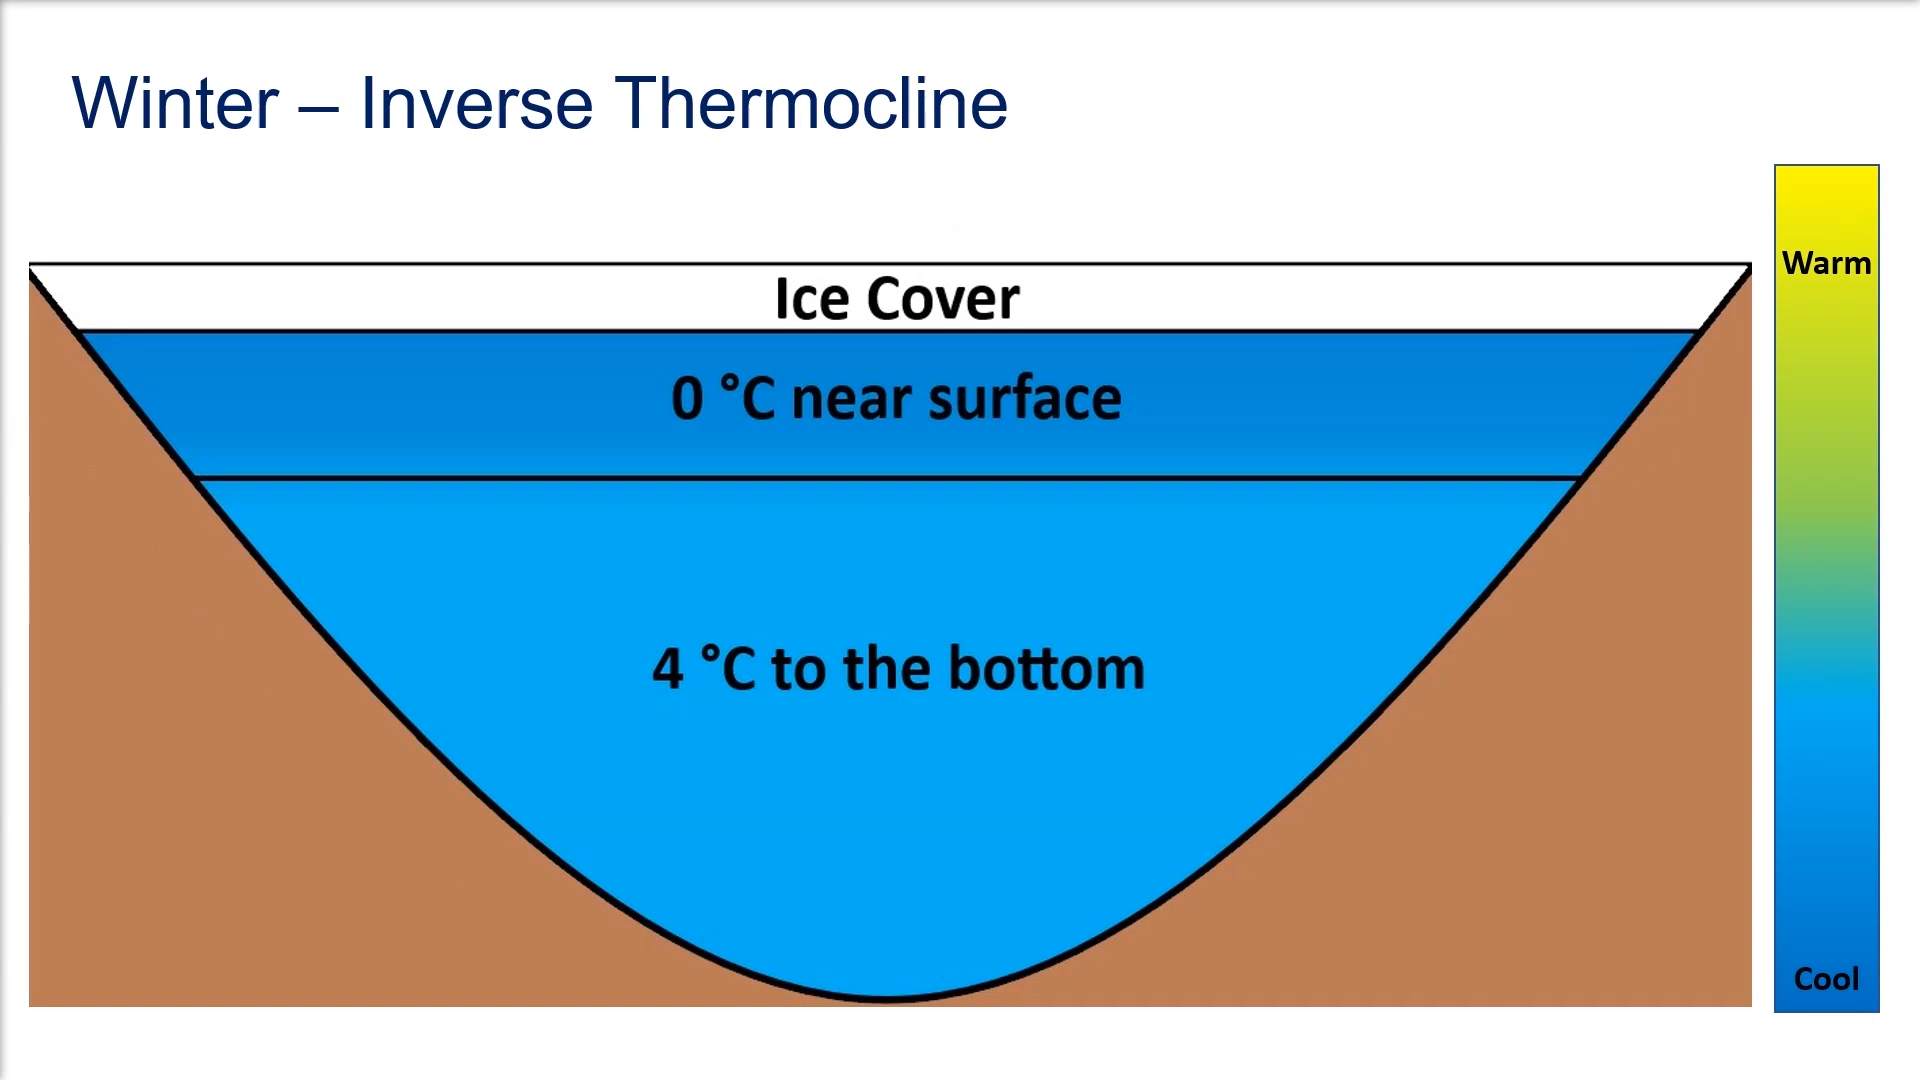 Winter – Inverse Thermocline
Warm
Ice Cover
0 °C near surface
4 °C to the bottom
Cool